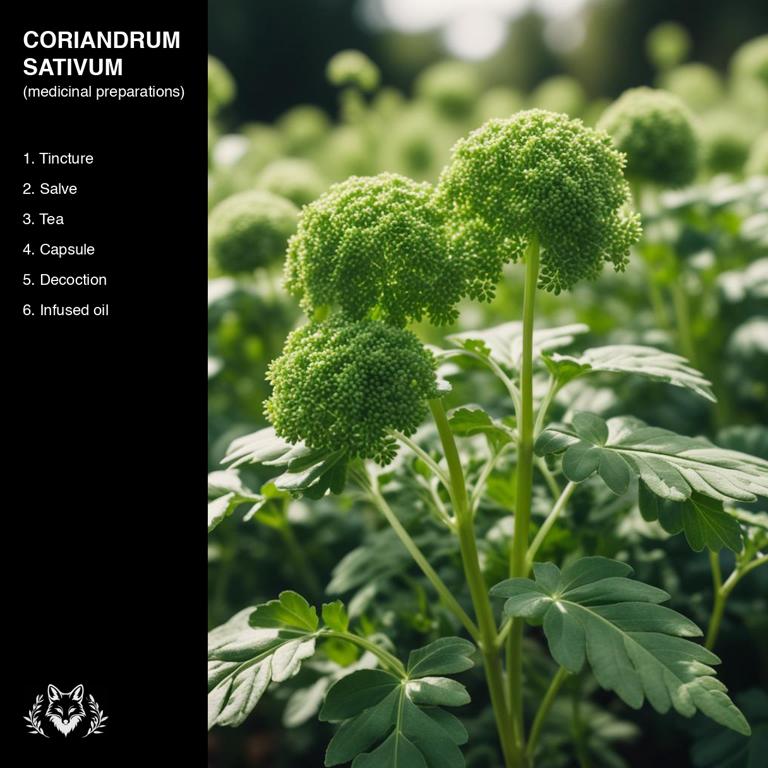 CORIANDRUM
SATIVUM
(medicinal preparations)
1. Tincture
2. Salve
3. Tea
4. Capsule
5. Decoction
6. Infused oil